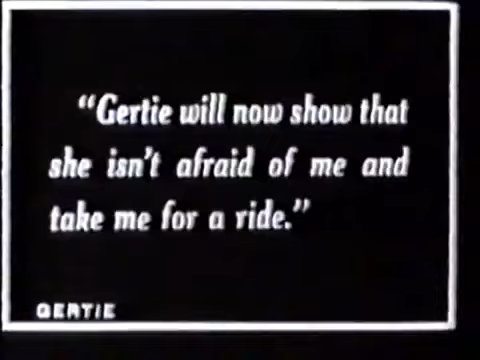 “Gertie will now show that
she isn't afraid of me and
take me for a ride.”
GERTIE